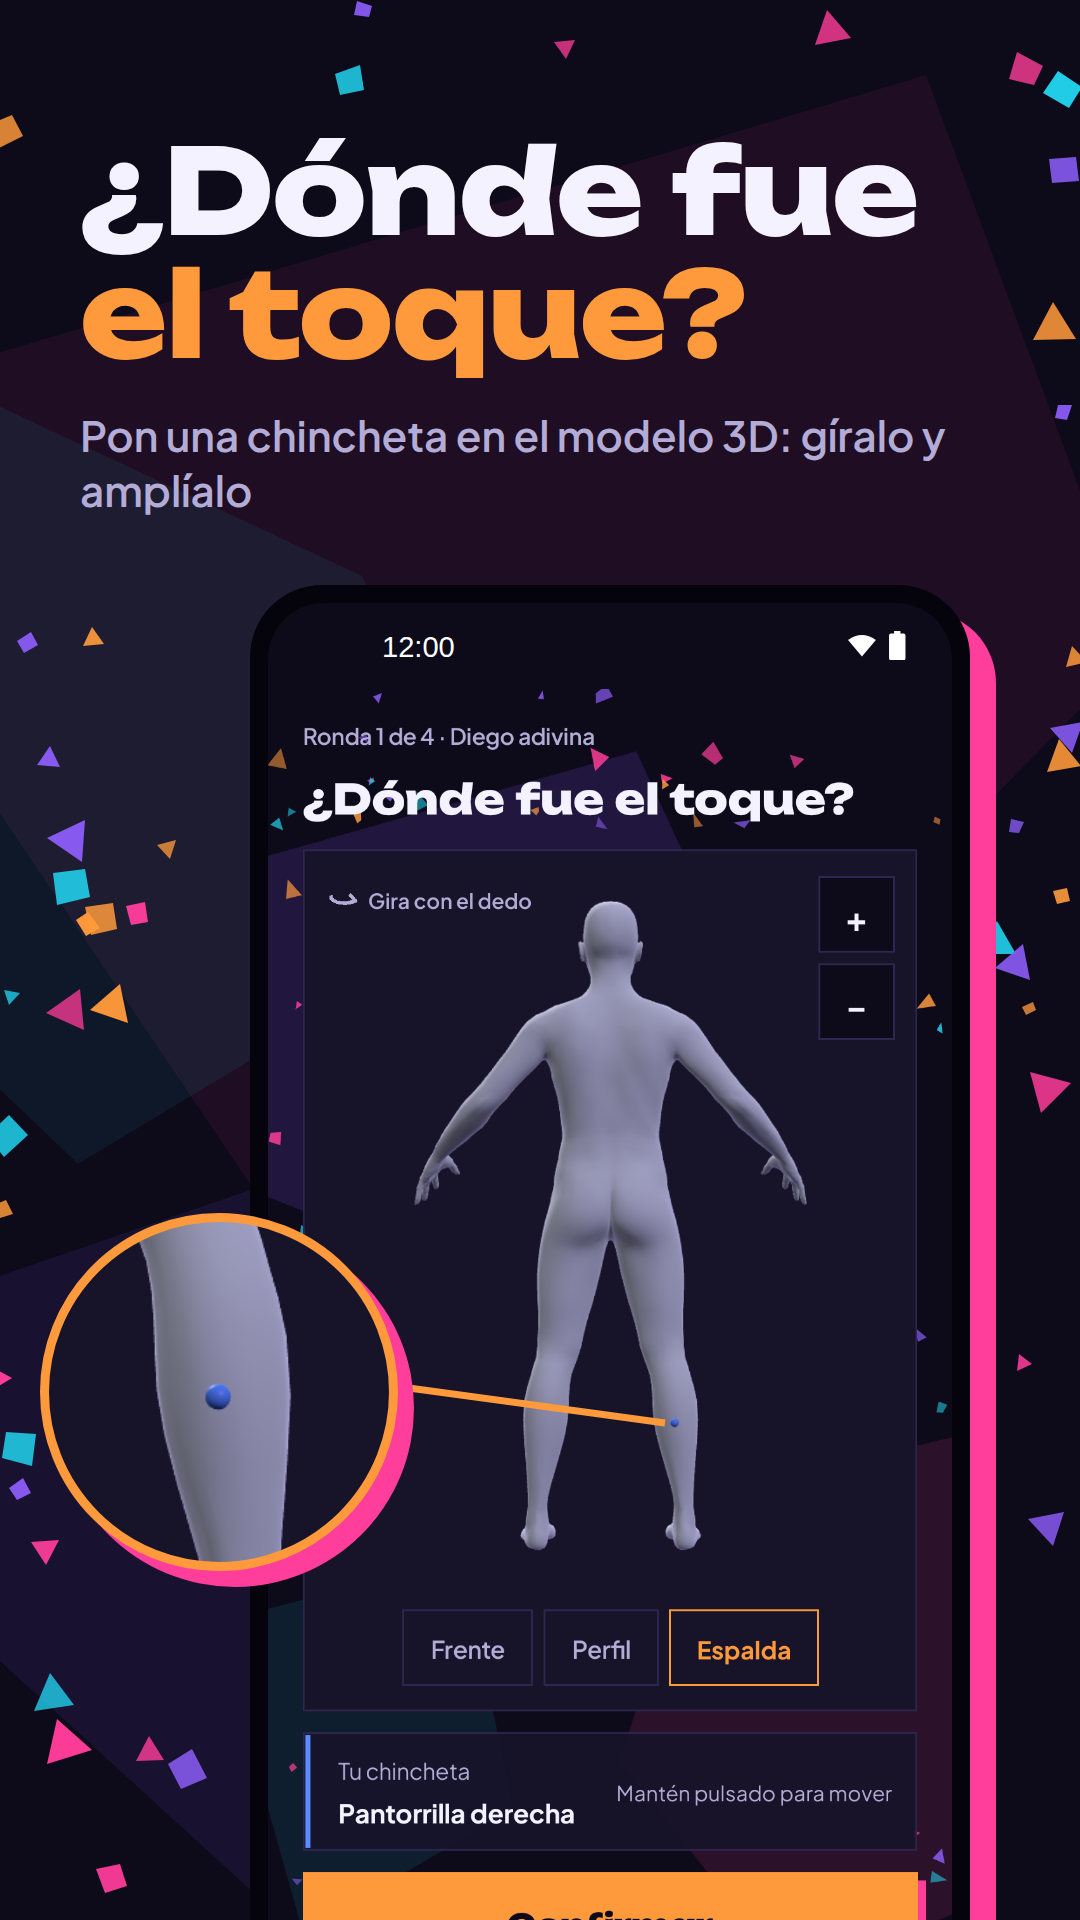 ¿Dónde fue
el toque?
Pon una chincheta en el modelo 3D: gíralo y
amplíalo
12:00
Ronda 1 de 4 · Diego adivina
¿Dónde fue el toque?
Gira con el dedo
+
−
Frente
Perfil
Espalda
Tu chincheta
Pantorrilla derecha
Mantén pulsado para mover